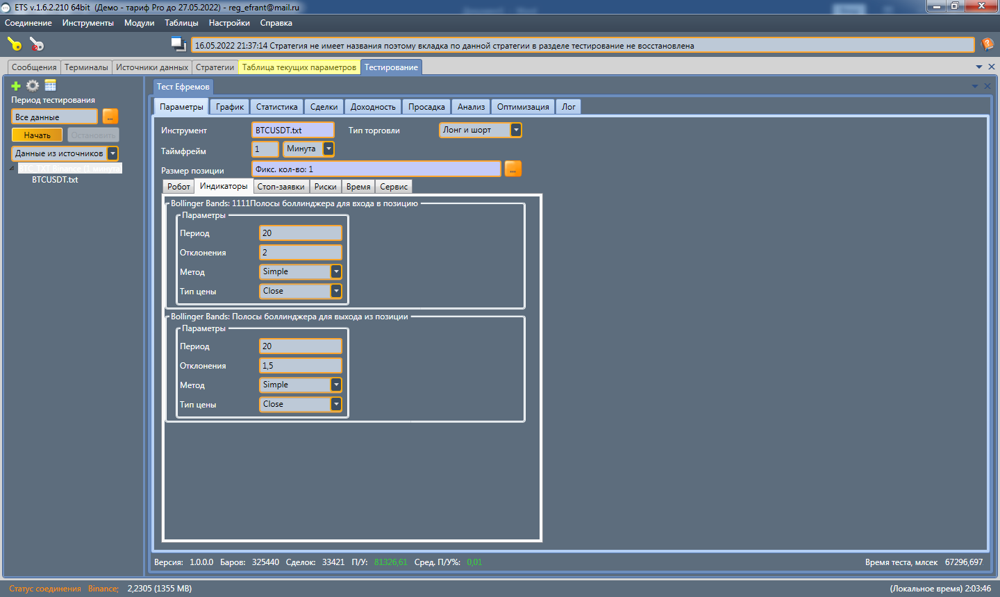 ETS v.1.6.2.210 64bit (Демо - тариф Pro до 27.05.2022) - reg_efrant@mail.ru
Соединение Инструменты Модули Таблицы Настройки Справка
16.05.2022 21:37:14 Стратегия не имеет названия поэтому вкладка по данной стратегии в разделе тестирование не восстановлена
Сообщения Терминалы Источники данных Стратегии Таблица текущих параметров Тестирование
Период тестирования
Все данные ...
Начать Остановить
Данные из источников
BTC_TXT Binance (1 минута)
BTCUSDT.txt
Тест Ефремов
Параметры График Статистика Сделки Доходность Просадка Анализ Оптимизация Лог
Инструмент BTCUSDT.txt Тип торговли Лонг и шорт
Таймфрейм 1 Минута
Размер позиции Фикс. кол-во: 1 ...
Робот Индикаторы Стоп-заявки Риски Время Сервис
Bollinger Bands: 1111Полосы боллинджера для входа в позицию
Параметры
Период 20
Отклонения 2
Метод Simple
Тип цены Close
Bollinger Bands: Полосы боллинджера для выхода из позиции
Параметры
Период 20
Отклонения 1,5
Метод Simple
Тип цены Close
Версия: 1.0.0.0 Баров: 325440 Сделок: 33421 П/У: 81326,61 Сред. П/У%: 0,01 Время теста, млсек 67296,697
Статус соединения Binance; 2,2305 (1355 MB) (Локальное время) 2:03:46